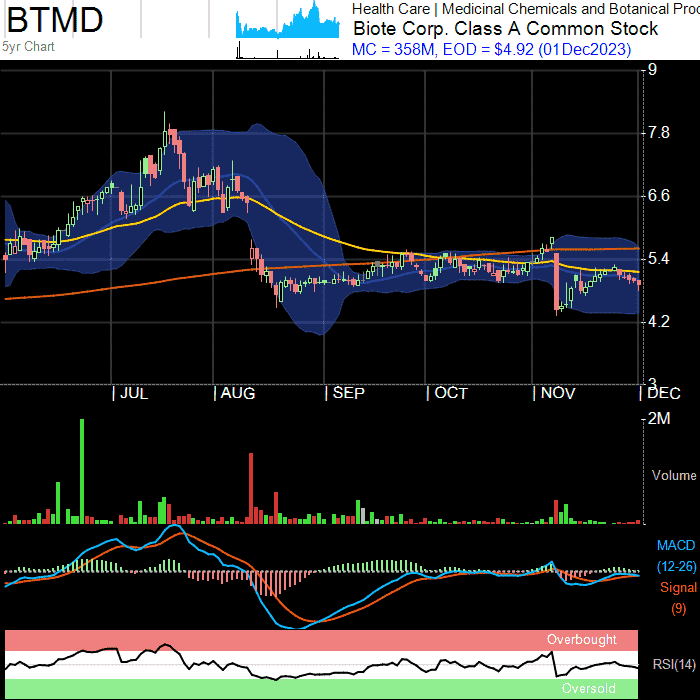 BTMD
5yr Chart
Health Care | Medicinal Chemicals and Botanical Proc
Biote Corp. Class A Common Stock
MC = 358M, EOD = $4.92 (01Dec2023)
9
7.8
6.6
5.4
4.2
3
| JUL | AUG | SEP | OCT | NOV | DEC
2M
Volume
MACD
(12-26)
Signal
(9)
Overbought
RSI(14)
Oversold